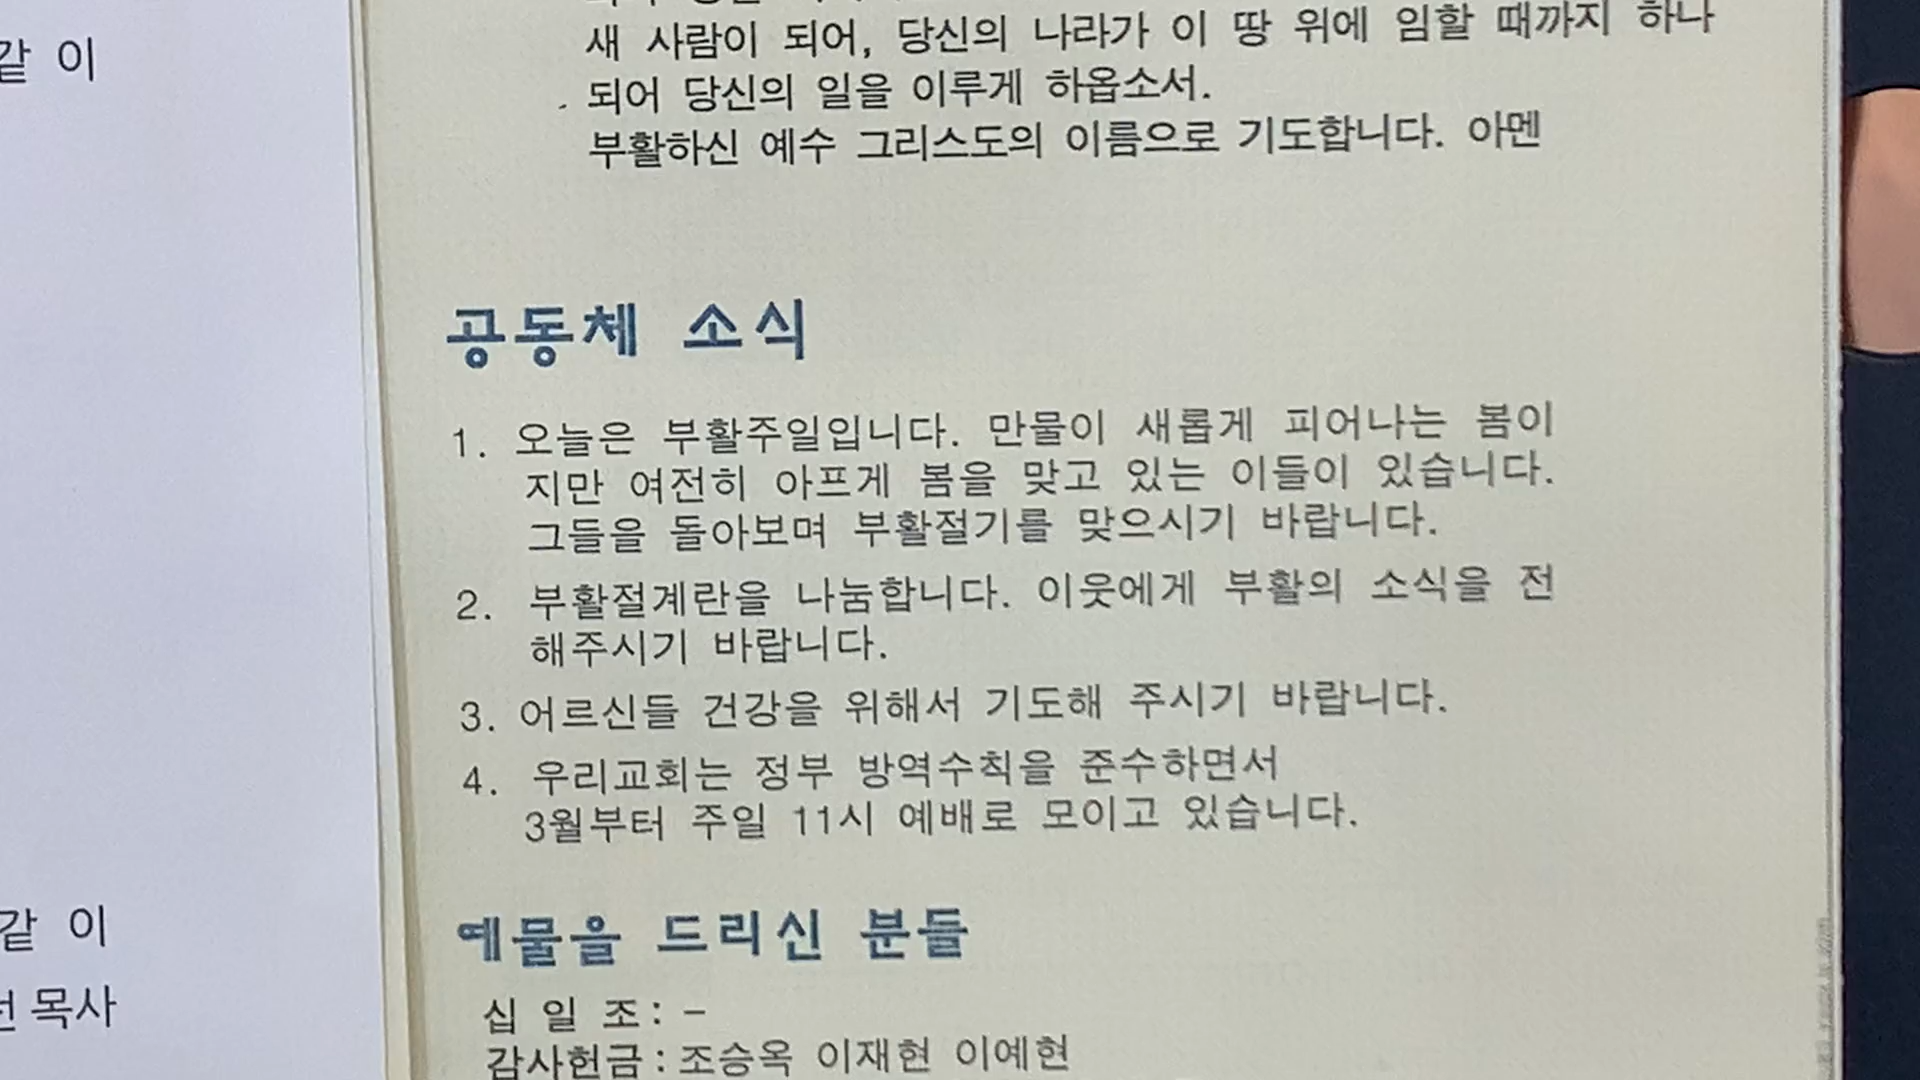 새 사람이 되어, 당신의 나라가 이 땅 위에 임할 때까지 하나
되어 당신의 일을 이루게 하옵소서.
부활하신 예수 그리스도의 이름으로 기도합니다. 아멘
같 이
공동체 소식
1. 오늘은 부활주일입니다. 만물이 새롭게 피어나는 봄이
지만 여전히 아프게 봄을 맞고 있는 이들이 있습니다.
그들을 돌아보며 부활절기를 맞으시기 바랍니다.
2. 부활절계란을 나눔합니다. 이웃에게 부활의 소식을 전
해주시기 바랍니다.
3. 어르신들 건강을 위해서 기도해 주시기 바랍니다.
4. 우리교회는 정부 방역수칙을 준수하면서
3월부터 주일 11시 예배로 모이고 있습니다.
같 이
목사
예물을 드리신 분들
십 일 조: -
감사헌금: 조승옥 이재현 이예현